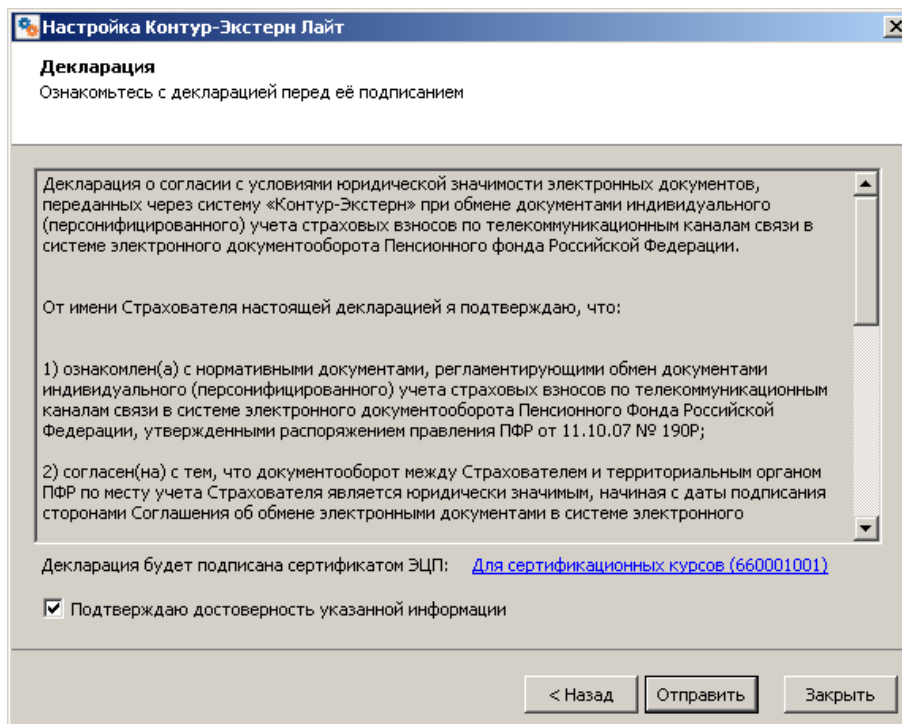 Настройка Контур-Экстерн Лайт
Декларация
Ознакомьтесь с декларацией перед её подписанием
Декларация о согласии с условиями юридической значимости электронных документов,
переданных через систему «Контур-Экстерн» при обмене документами индивидуального
(персонифицированного) учета страховых взносов по телекоммуникационным каналам связи в
системе электронного документооборота Пенсионного фонда Российской Федерации.
От имени Страхователя настоящей декларацией я подтверждаю, что:
1) ознакомлен(а) с нормативными документами, регламентирующими обмен документами
индивидуального (персонифицированного) учета страховых взносов по телекоммуникационным
каналам связи в системе электронного документооборота Пенсионного Фонда Российской
Федерации, утвержденными распоряжением правления ПФР от 11.10.07 № 190Р;
2) согласен(на) с тем, что документооборот между Страхователем и территориальным органом
ПФР по месту учета Страхователя является юридически значимым, начиная с даты подписания
сторонами Соглашения об обмене электронными документами в системе электронного
Декларация будет подписана сертификатом ЭЦП: Для сертификационных курсов (660001001)
Подтверждаю достоверность указанной информации
< Назад Отправить Закрыть